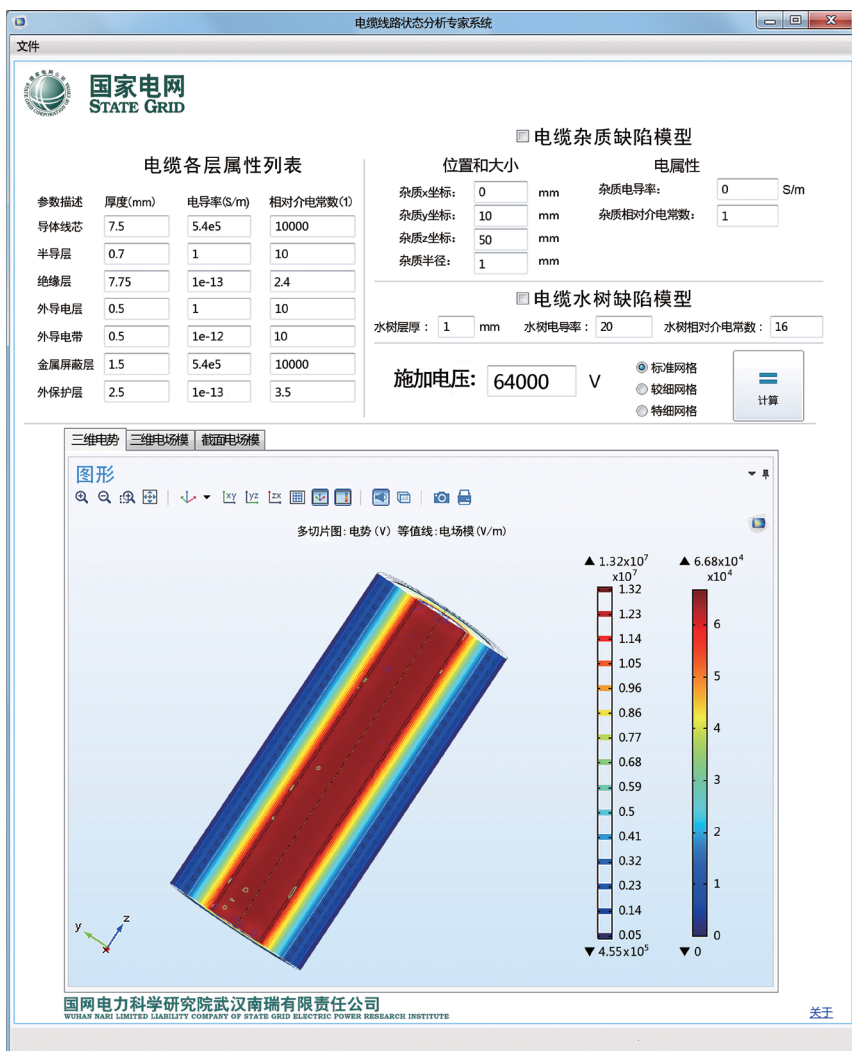 电缆线路状态分析专家系统
文件
国家电网
STATE GRID
电缆各层属性列表
参数描述 厚度(mm) 电导率(S/m) 相对介电常数(1)
导体线芯 7.5 5.4e5 10000
半导层 0.7 1 10
绝缘层 7.75 1e-13 2.4
外导电层 0.5 1 10
外导电带 0.5 1e-12 10
金属屏蔽层 1.5 5.4e5 10000
外保护层 2.5 1e-13 3.5
电缆杂质缺陷模型
位置和大小 电属性
杂质x坐标: 0 mm 杂质电导率: 0 S/m
杂质y坐标: 10 mm 杂质相对介电常数: 1
杂质z坐标: 50 mm
杂质半径: 1 mm
电缆水树缺陷模型
水树层厚: 1 mm 水树电导率: 20 水树相对介电常数: 16
施加电压: 64000 V
标准网格
较细网格
特细网格
计算
三维电势 三维电场模 截面电场模
图形
xy yz zx
多切片图:电势(V) 等值线:电场模(V/m)
▲ 1.32x10⁷ ▲ 6.68x10⁴
x10⁷ x10⁴
1.32
1.23
1.14
1.05
0.96
0.86
0.77
0.68
0.59
0.5
0.41
0.32
0.23
0.14
0.05
▼ 4.55x10⁵
6
5
4
3
2
1
0
▼ 0
y z x
国网电力科学研究院武汉南瑞有限责任公司
WUHAN NARI LIMITED LIABILITY COMPANY OF STATE GRID ELECTRIC POWER RESEARCH INSTITUTE
关于